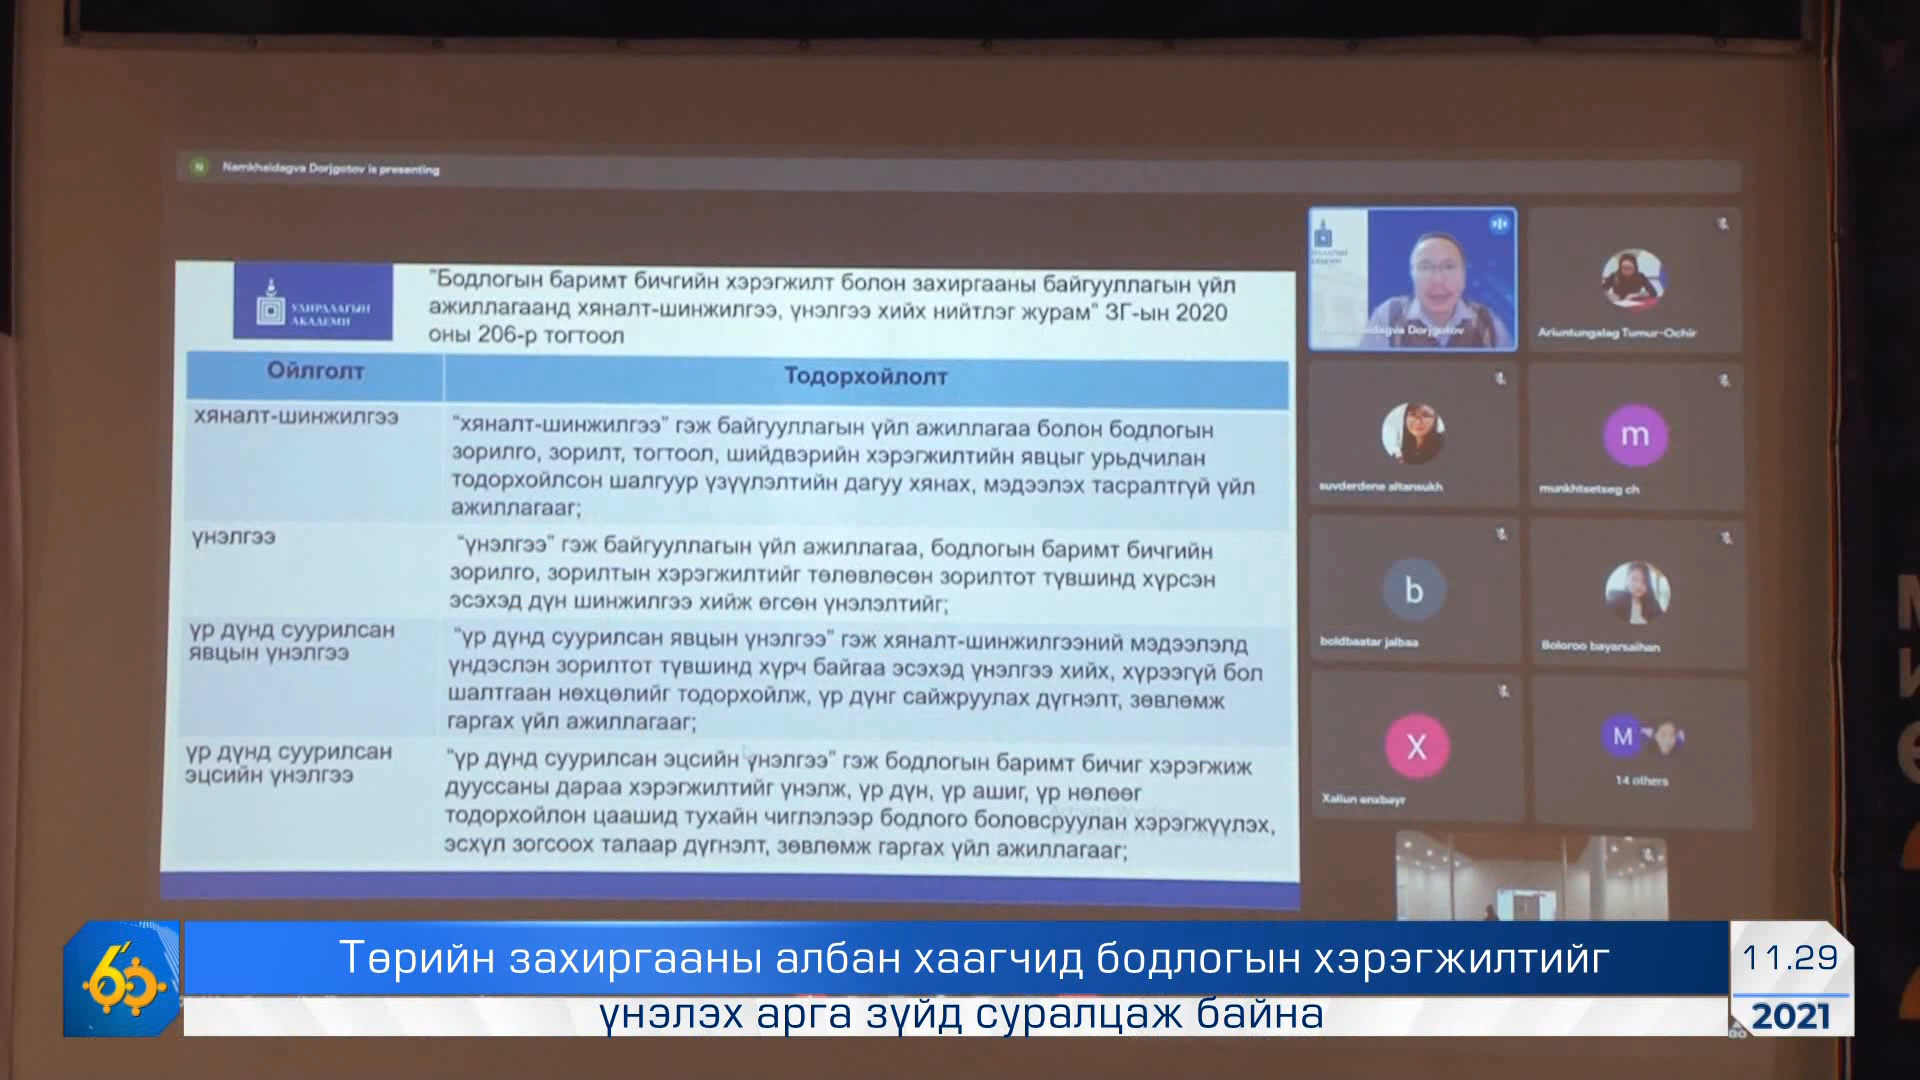 N Namkhaidagva Dorjgotov is presenting
УДИРДЛАГЫН
АКАДЕМИ
"Бодлогын баримт бичгийн хэрэгжилт болон захиргааны байгууллагын үйл
ажиллагаанд хяналт-шинжилгээ, үнэлгээ хийх нийтлэг журам" ЗГ-ын 2020
оны 206-р тогтоол
Ойлголт
Тодорхойлолт
хяналт-шинжилгээ
“хяналт-шинжилгээ” гэж байгууллагын үйл ажиллагаа болон бодлогын
зорилго, зорилт, тогтоол, шийдвэрийн хэрэгжилтийн явцыг урьдчилан
тодорхойлсон шалгуур үзүүлэлтийн дагуу хянах, мэдээлэх тасралтгүй үйл
ажиллагааг;
үнэлгээ
“үнэлгээ” гэж байгууллагын үйл ажиллагаа, бодлогын баримт бичгийн
зорилго, зорилтын хэрэгжилтийг төлөвлөсөн зорилтот түвшинд хүрсэн
эсэхэд дүн шинжилгээ хийж өгсөн үнэлэлтийг;
үр дүнд суурилсан
явцын үнэлгээ
“үр дүнд суурилсан явцын үнэлгээ” гэж хяналт-шинжилгээний мэдээлэлд
үндэслэн зорилтот түвшинд хүрч байгаа эсэхэд үнэлгээ хийх, хүрээгүй бол
шалтгаан нөхцөлийг тодорхойлж, үр дүнг сайжруулах дүгнэлт, зөвлөмж
гаргах үйл ажиллагааг;
үр дүнд суурилсан
эцсийн үнэлгээ
“үр дүнд суурилсан эцсийн үнэлгээ” гэж бодлогын баримт бичиг хэрэгжиж
дууссаны дараа хэрэгжилтийг үнэлж, үр дүн, үр ашиг, үр нөлөөг
тодорхойлон цаашид тухайн чиглэлээр бодлого боловсруулан хэрэгжүүлэх,
эсхүл зогсоох талаар дүгнэлт, зөвлөмж гаргах үйл ажиллагааг;
Dorjgotov
Ariuntungalag Tumur-Ochir
suvderdene altansukh
m
munkhtsetseg ch
b
boldbaatar jalbaa
Boloroo bayarsaihan
X
Xaliun enxbayr
M
14 others
60
Төрийн захиргааны албан хаагчид бодлогын хэрэгжилтийг
үнэлэх арга зүйд суралцаж байна
11.29
2021